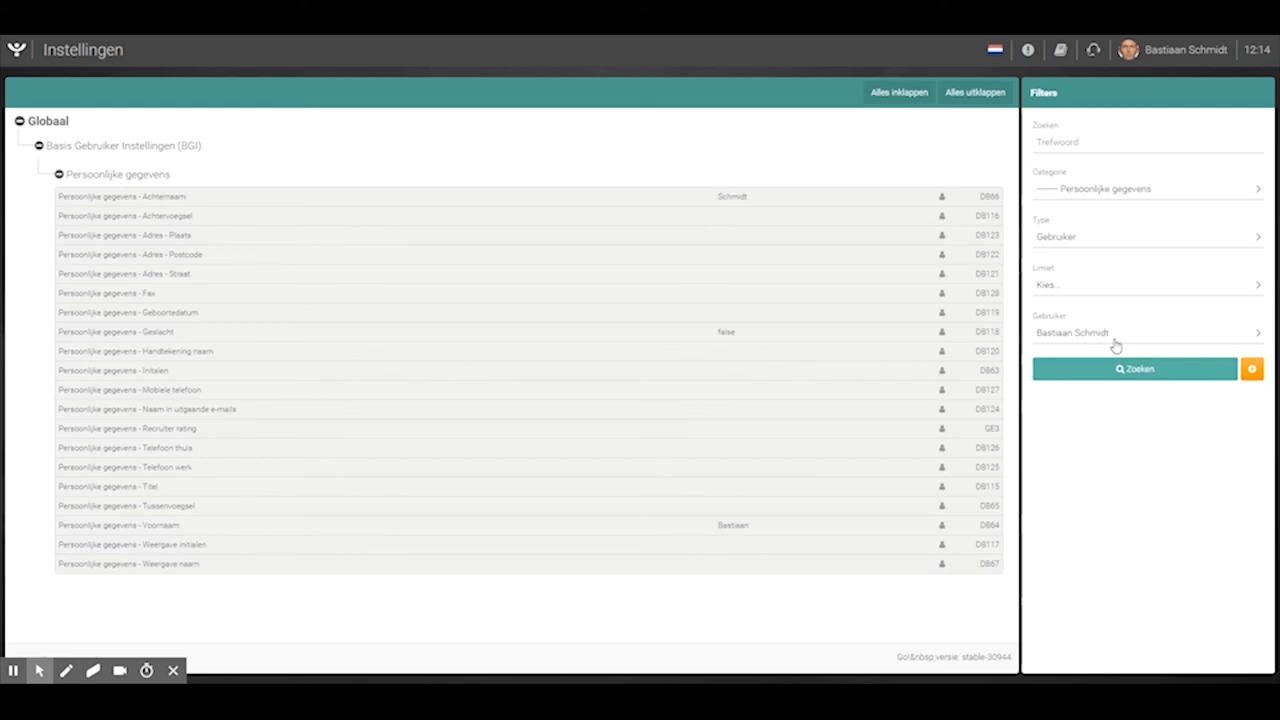 Instellingen
Bastiaan Schmidt
12:14
Alles inklappen
Alles uitklappen
Globaal
Basis Gebruiker Instellingen (BGI)
Persoonlijke gegevens
Persoonlijke gegevens - Achternaam Schmidt DB66
Persoonlijke gegevens - Achtervoegsel DB116
Persoonlijke gegevens - Adres - Plaats DB123
Persoonlijke gegevens - Adres - Postcode DB122
Persoonlijke gegevens - Adres - Straat DB121
Persoonlijke gegevens - Fax DB128
Persoonlijke gegevens - Geboortedatum DB119
Persoonlijke gegevens - Geslacht false DB118
Persoonlijke gegevens - Handtekening naam DB120
Persoonlijke gegevens - Initalen DB63
Persoonlijke gegevens - Mobiele telefoon DB127
Persoonlijke gegevens - Naam in uitgaande e-mails DB124
Persoonlijke gegevens - Recruiter rating GE3
Persoonlijke gegevens - Telefoon thuis DB126
Persoonlijke gegevens - Telefoon werk DB125
Persoonlijke gegevens - Titel DB115
Persoonlijke gegevens - Tussenvoegsel DB65
Persoonlijke gegevens - Voornaam Bastiaan DB64
Persoonlijke gegevens - Weergave initialen DB117
Persoonlijke gegevens - Weergave naam DB67
Go!&nbsp;versie: stable-30944
Filters
Zoeken
Trefwoord
Categorie
------ Persoonlijke gegevens
Type
Gebruiker
Limiet
Kies...
Gebruiker
Bastiaan Schmidt
Zoeken